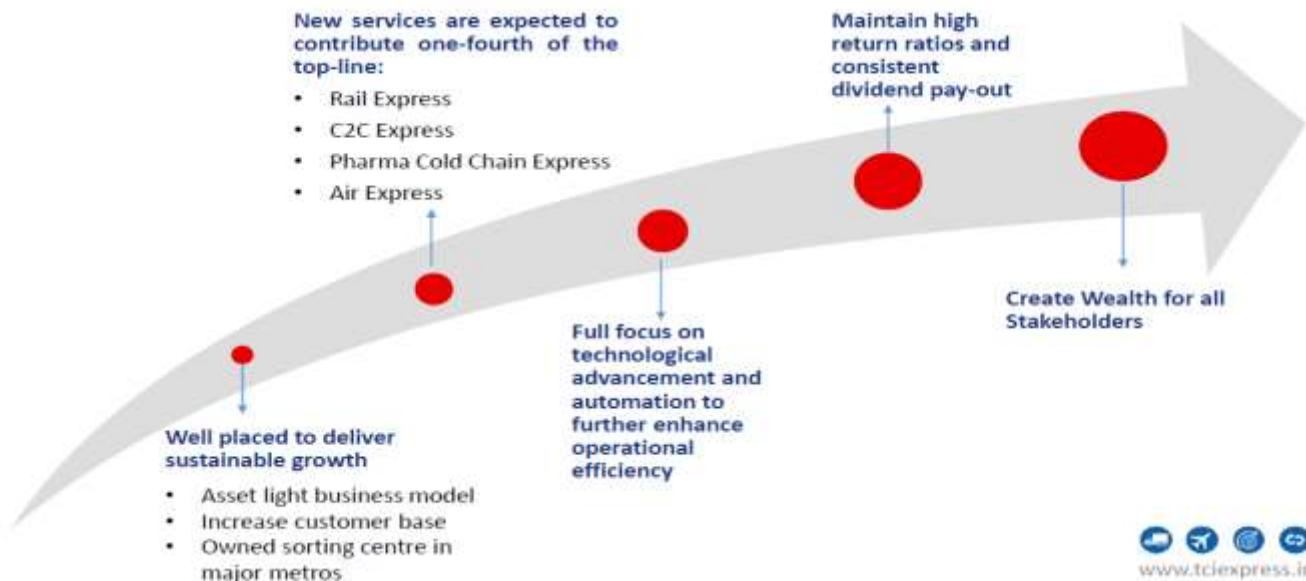 New services are expected to
contribute one-fourth of the
top-line:
• Rail Express
• C2C Express
• Pharma Cold Chain Express
• Air Express
Maintain high
return ratios and
consistent
dividend pay-out
Well placed to deliver
sustainable growth
• Asset light business model
• Increase customer base
• Owned sorting centre in
major metros
Full focus on
technological
advancement and
automation to
further enhance
operational
efficiency
Create Wealth for all
Stakeholders
www.tciexpress.in